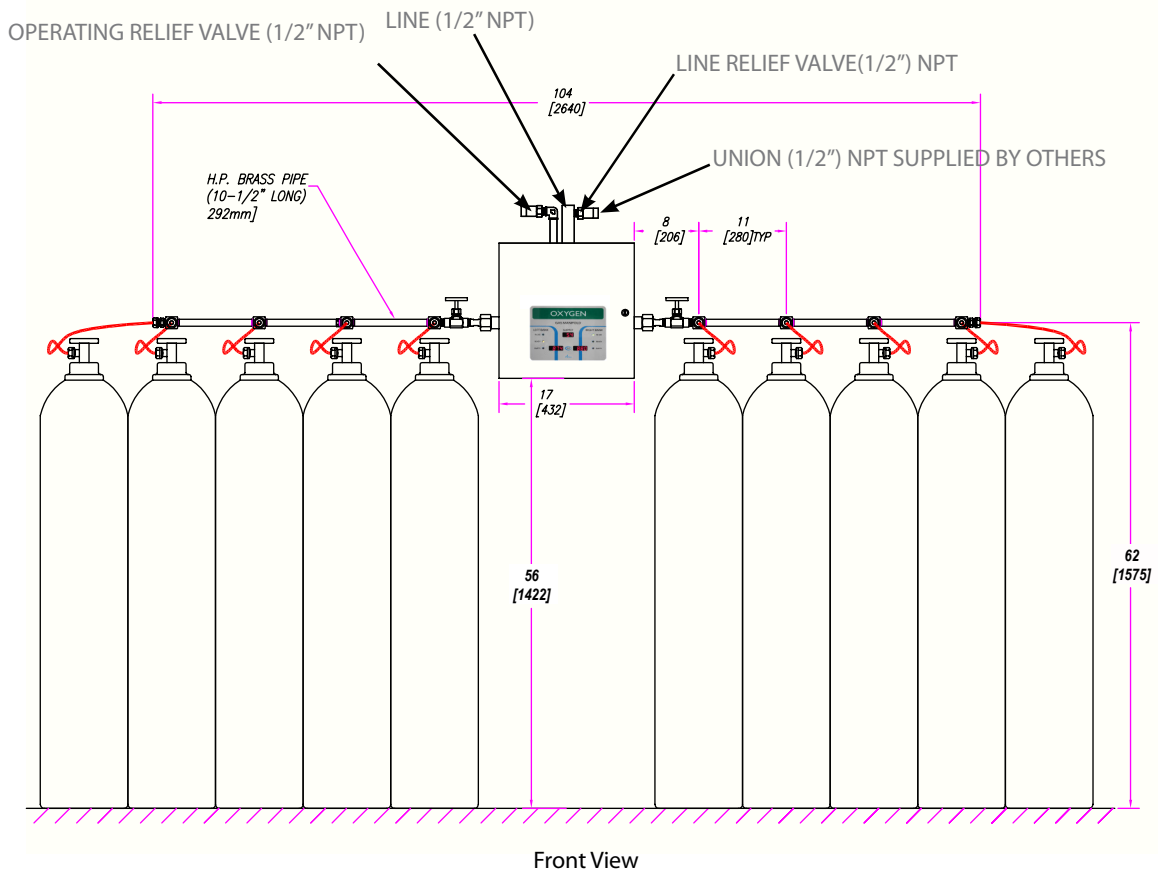 OPERATING RELIEF VALVE (1/2” NPT)
LINE (1/2” NPT)
LINE RELIEF VALVE(1/2”) NPT
104
[2640]
UNION (1/2”) NPT SUPPLIED BY OTHERS
H.P. BRASS PIPE
(10-1/2" LONG)
292mm]
8
[206]
11
[280]TYP
OXYGEN
17
[432]
56
[1422]
62
[1575]
Front View